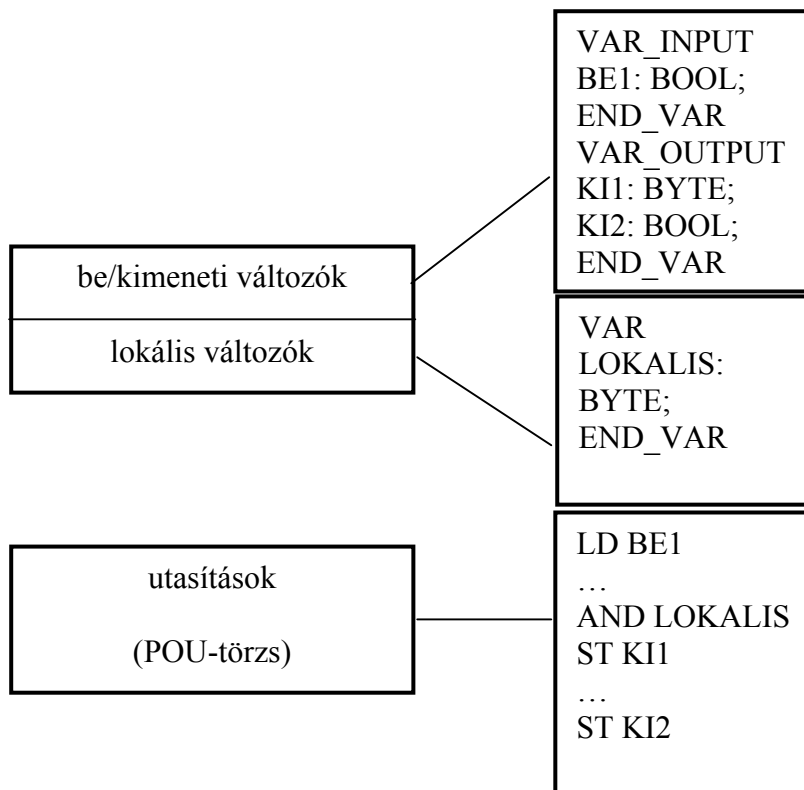 VAR_INPUT
BE1: BOOL;
END_VAR
VAR_OUTPUT
KI1: BYTE;
KI2: BOOL;
END_VAR
be/kimeneti változók
lokális változók
VAR
LOKALIS:
BYTE;
END_VAR
utasítások
(POU-törzs)
LD BE1
…
AND LOKALIS
ST KI1
…
ST KI2